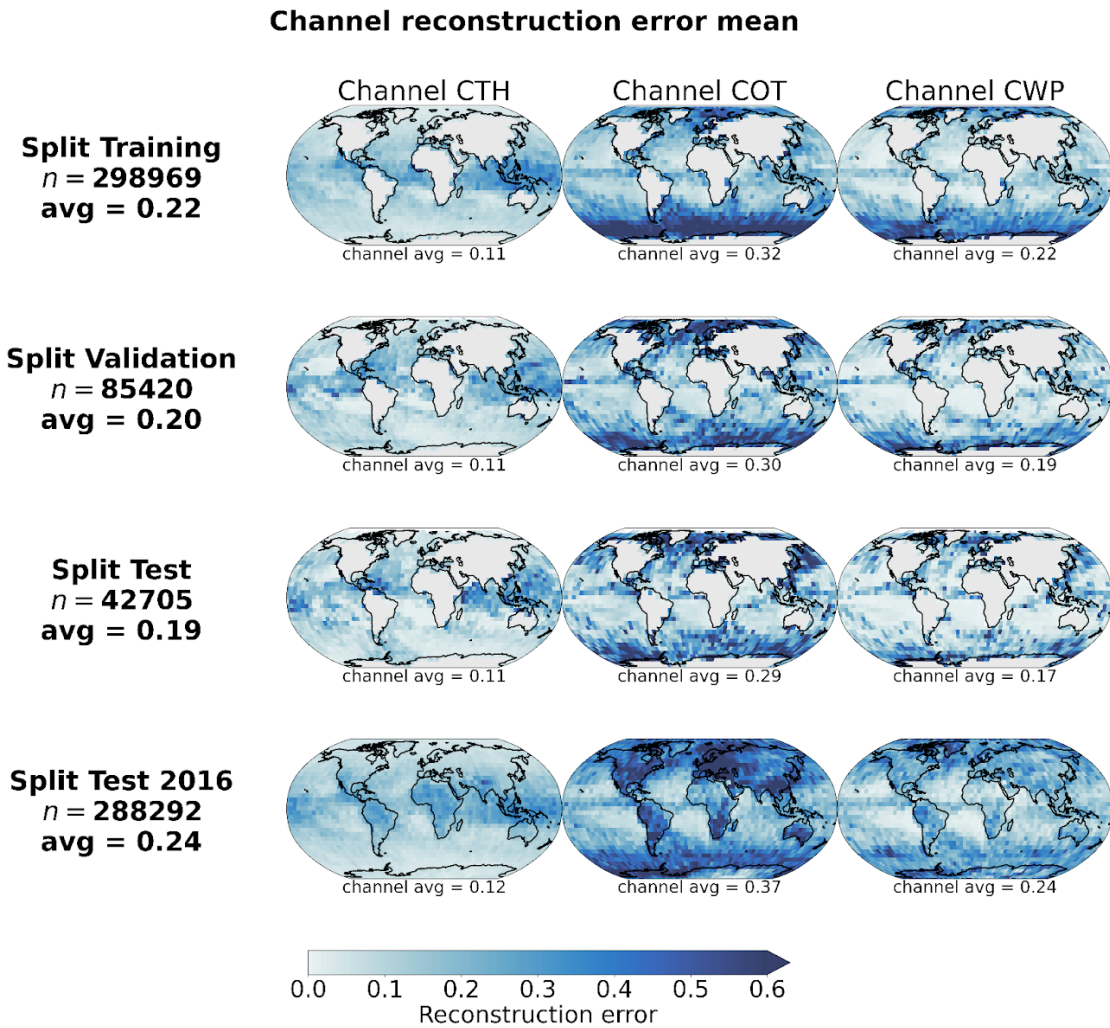 Channel reconstruction error mean
Channel CTH
Channel COT
Channel CWP
Split Training
n = 298969
avg = 0.22
channel avg = 0.11
channel avg = 0.32
channel avg = 0.22
Split Validation
n = 85420
avg = 0.20
channel avg = 0.11
channel avg = 0.30
channel avg = 0.19
Split Test
n = 42705
avg = 0.19
channel avg = 0.11
channel avg = 0.29
channel avg = 0.17
Split Test 2016
n = 288292
avg = 0.24
channel avg = 0.12
channel avg = 0.37
channel avg = 0.24
0.0 0.1 0.2 0.3 0.4 0.5 0.6
Reconstruction error